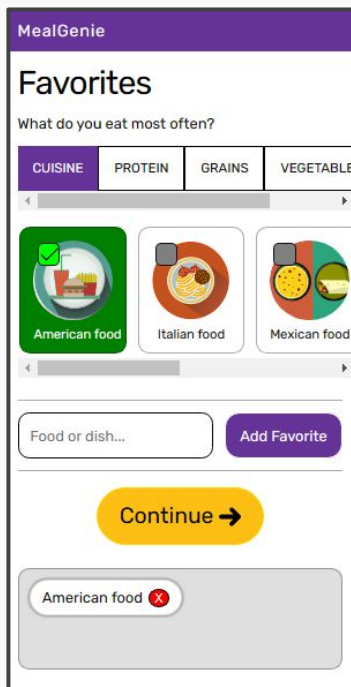 MealGenie
Favorites
What do you eat most often?
CUISINE PROTEIN GRAINS VEGETABLE
American food Italian food Mexican food
Food or dish... Add Favorite
Continue →
American food X